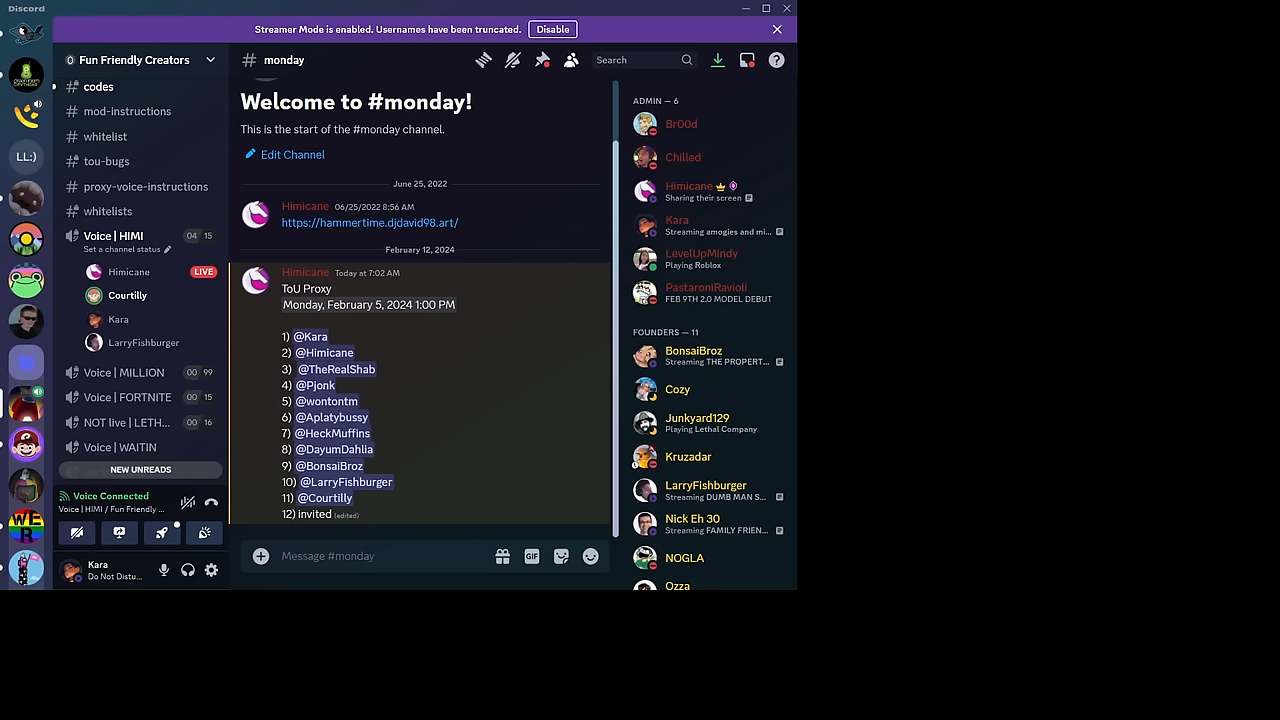 Discord
Streamer Mode is enabled. Usernames have been truncated.
Disable
Fun Friendly Creators
codes
mod-instructions
whitelist
tou-bugs
proxy-voice-instructions
whitelists
Voice | HIMI 04 15
Set a channel status
Himicane LIVE
Courtilly
Kara
LarryFishburger
Voice | MILLION 00 99
Voice | FORTNITE 00 15
NOT live | LETH... 00 16
Voice | WAITIN
NEW UNREADS
Voice Connected
Voice | HIMI / Fun Friendly ...
Kara
Do Not Distu...
LL:)
WE
R
# monday
Search
Welcome to #monday!
This is the start of the #monday channel.
Edit Channel
June 25, 2022
Himicane 06/25/2022 8:56 AM
https://hammertime.djdavid98.art/
February 12, 2024
Himicane Today at 7:02 AM
ToU Proxy
Monday, February 5, 2024 1:00 PM
1) @Kara
2) @Himicane
3) @TheRealShab
4) @Pjonk
5) @wontontm
6) @Aplatybussy
7) @HeckMuffins
8) @DayumDahlia
9) @BonsaiBroz
10) @LarryFishburger
11) @Courtilly
12) invited (edited)
Message #monday
GIF
ADMIN — 6
Br00d
Chilled
Himicane
Sharing their screen
Kara
Streaming amogies and mi...
LevelUpMindy
Playing Roblox
PastaroniRavioli
FEB 9TH 2.0 MODEL DEBUT
FOUNDERS — 11
BonsaiBroz
Streaming THE PROPERT...
Cozy
Junkyard129
Playing Lethal Company
Kruzadar
LarryFishburger
Streaming DUMB MAN S...
Nick Eh 30
Streaming FAMILY FRIEN...
NOGLA
Ozza